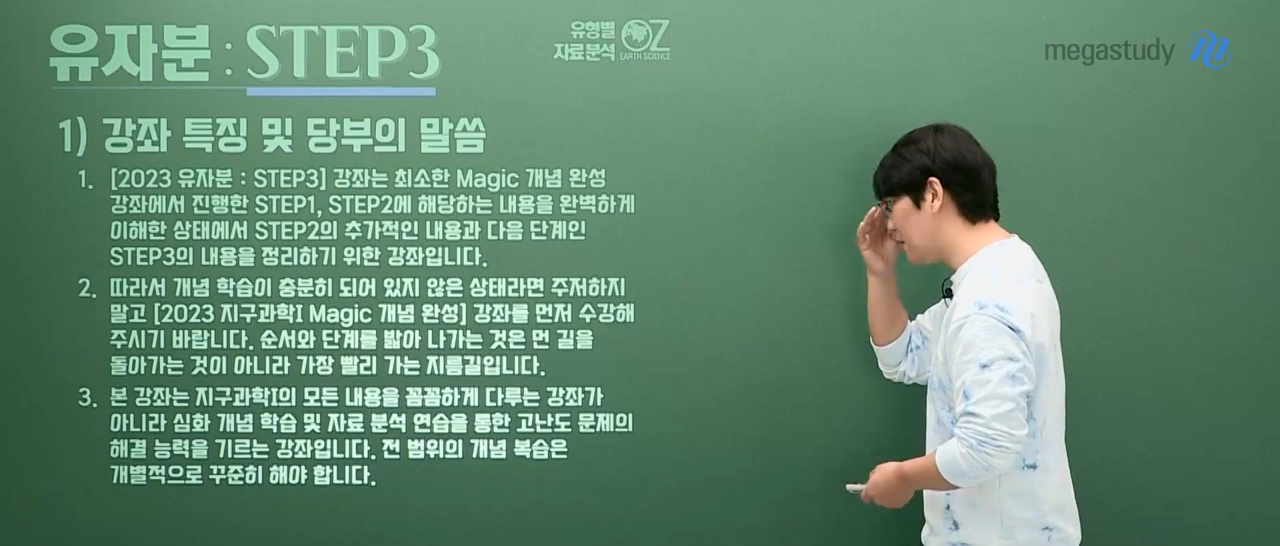 유자분 : STEP3
유형별
자료분석
OZ
EARTH SCIENCE
megastudy
1) 강좌 특징 및 당부의 말씀
1. [2023 유자분 : STEP3] 강좌는 최소한 Magic 개념 완성
강좌에서 진행한 STEP1, STEP2에 해당하는 내용을 완벽하게
이해한 상태에서 STEP2의 추가적인 내용과 다음 단계인
STEP3의 내용을 정리하기 위한 강좌입니다.
2. 따라서 개념 학습이 충분히 되어 있지 않은 상태라면 주저하지
말고 [2023 지구과학I Magic 개념 완성] 강좌를 먼저 수강해
주시기 바랍니다. 순서와 단계를 밟아 나가는 것은 먼 길을
돌아가는 것이 아니라 가장 빨리 가는 지름길입니다.
3. 본 강좌는 지구과학I의 모든 내용을 꼼꼼하게 다루는 강좌가
아니라 심화 개념 학습 및 자료 분석 연습을 통한 고난도 문제의
해결 능력을 기르는 강좌입니다. 전 범위의 개념 복습은
개별적으로 꾸준히 해야 합니다.